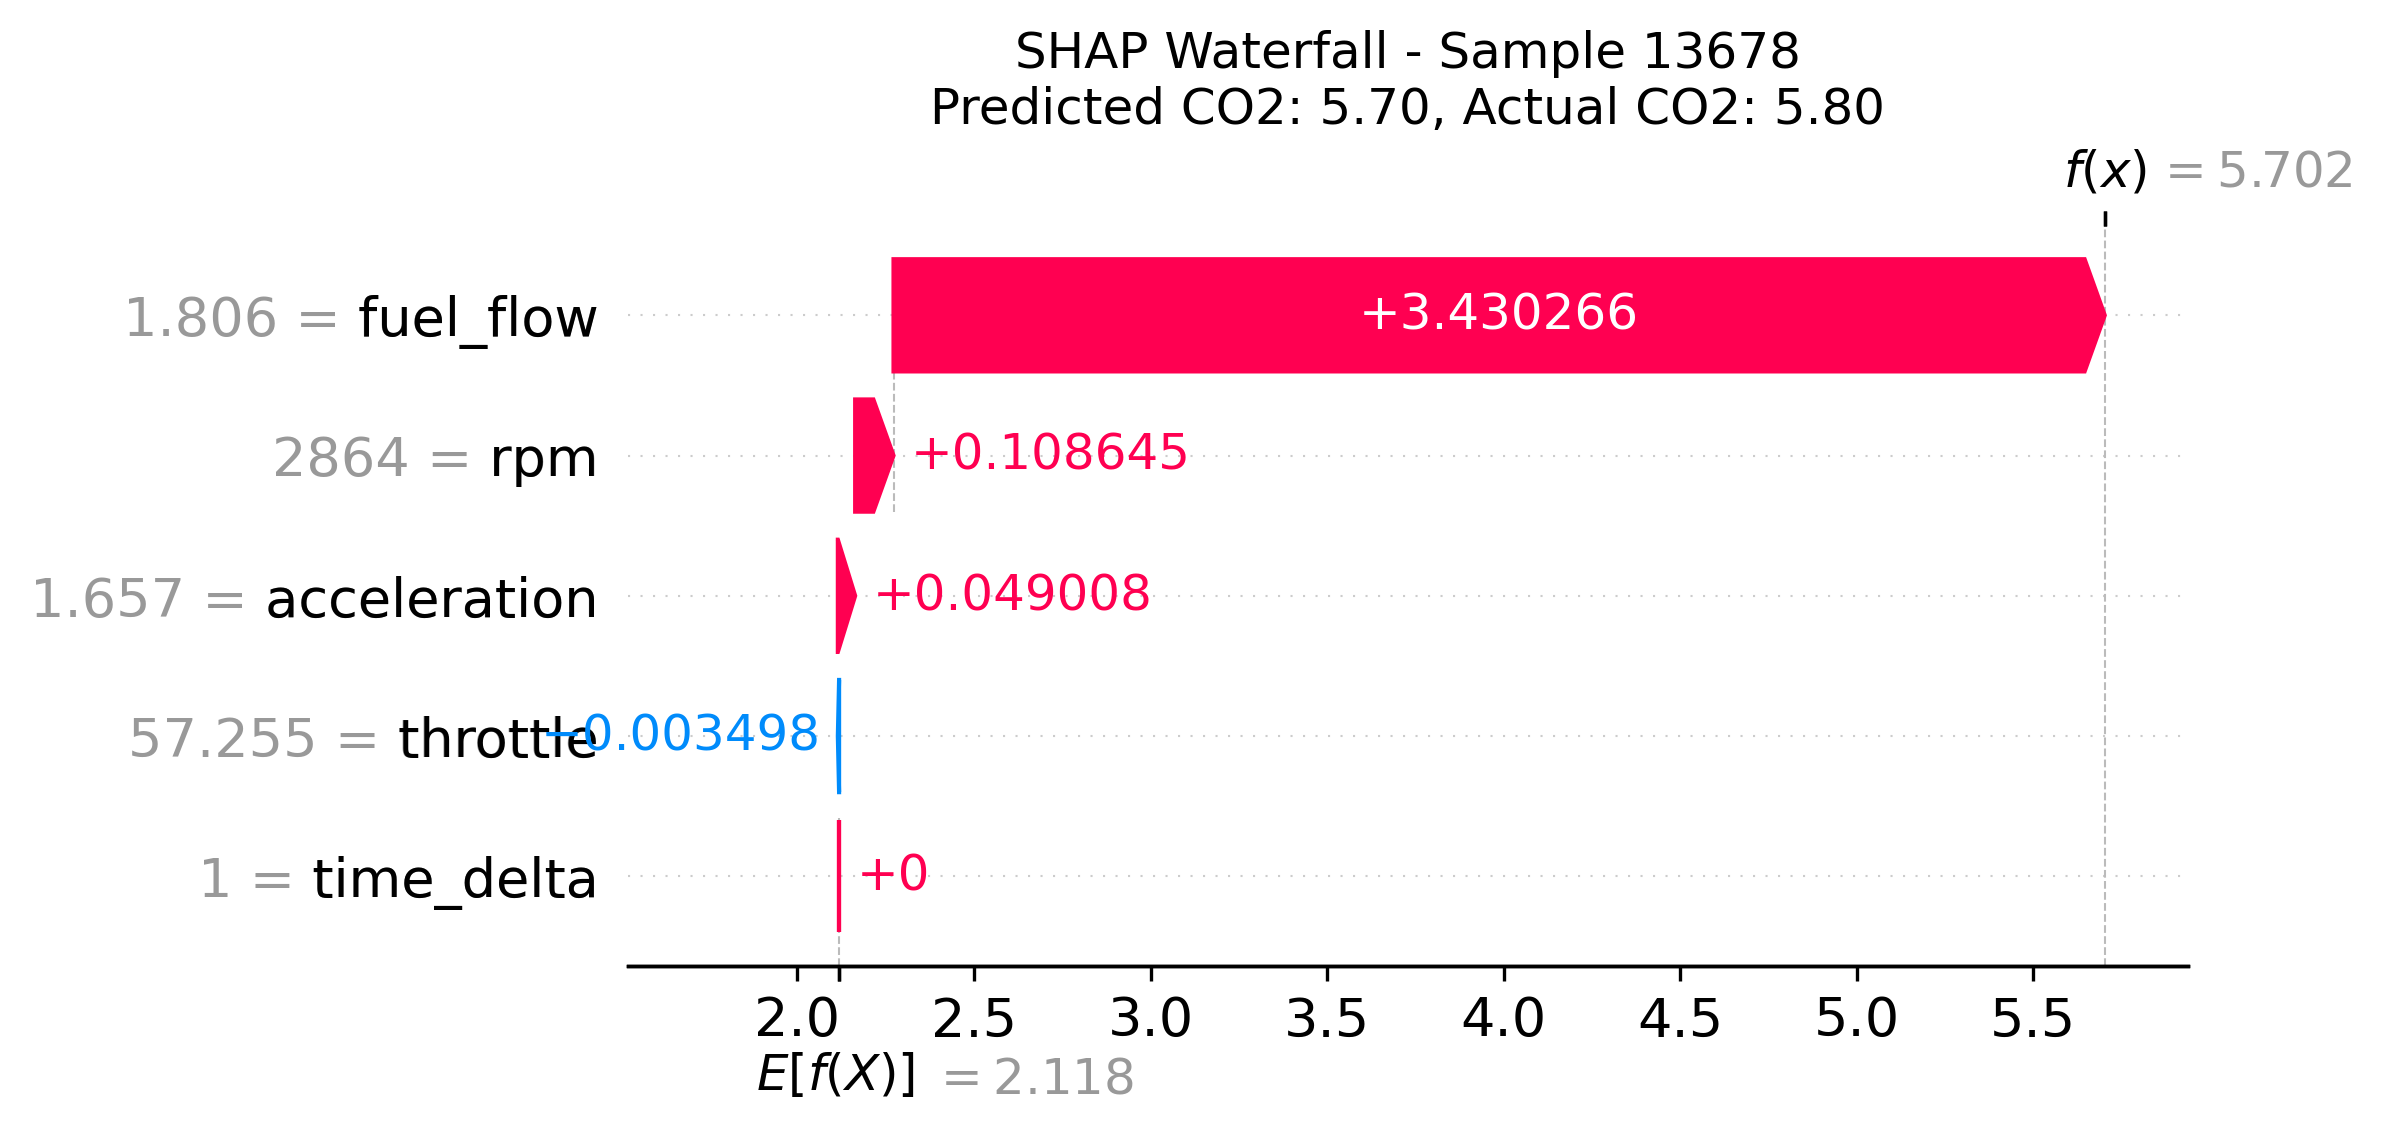 SHAP Waterfall - Sample 13678
Predicted CO2: 5.70, Actual CO2: 5.80
f(x) = 5.702
1.806 = fuel_flow +3.430266
2864 = rpm +0.108645
1.657 = acceleration +0.049008
57.255 = throttle −0.003498
1 = time_delta +0
2.0 2.5 3.0 3.5 4.0 4.5 5.0 5.5
E[f(X)] = 2.118